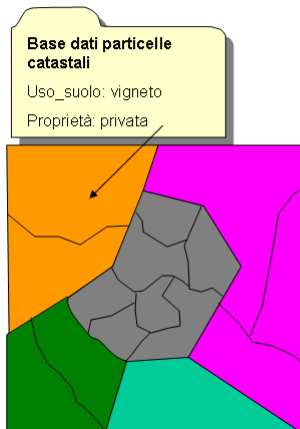 Base dati particelle
catastali
Uso_suolo: vigneto
Proprietà: privata